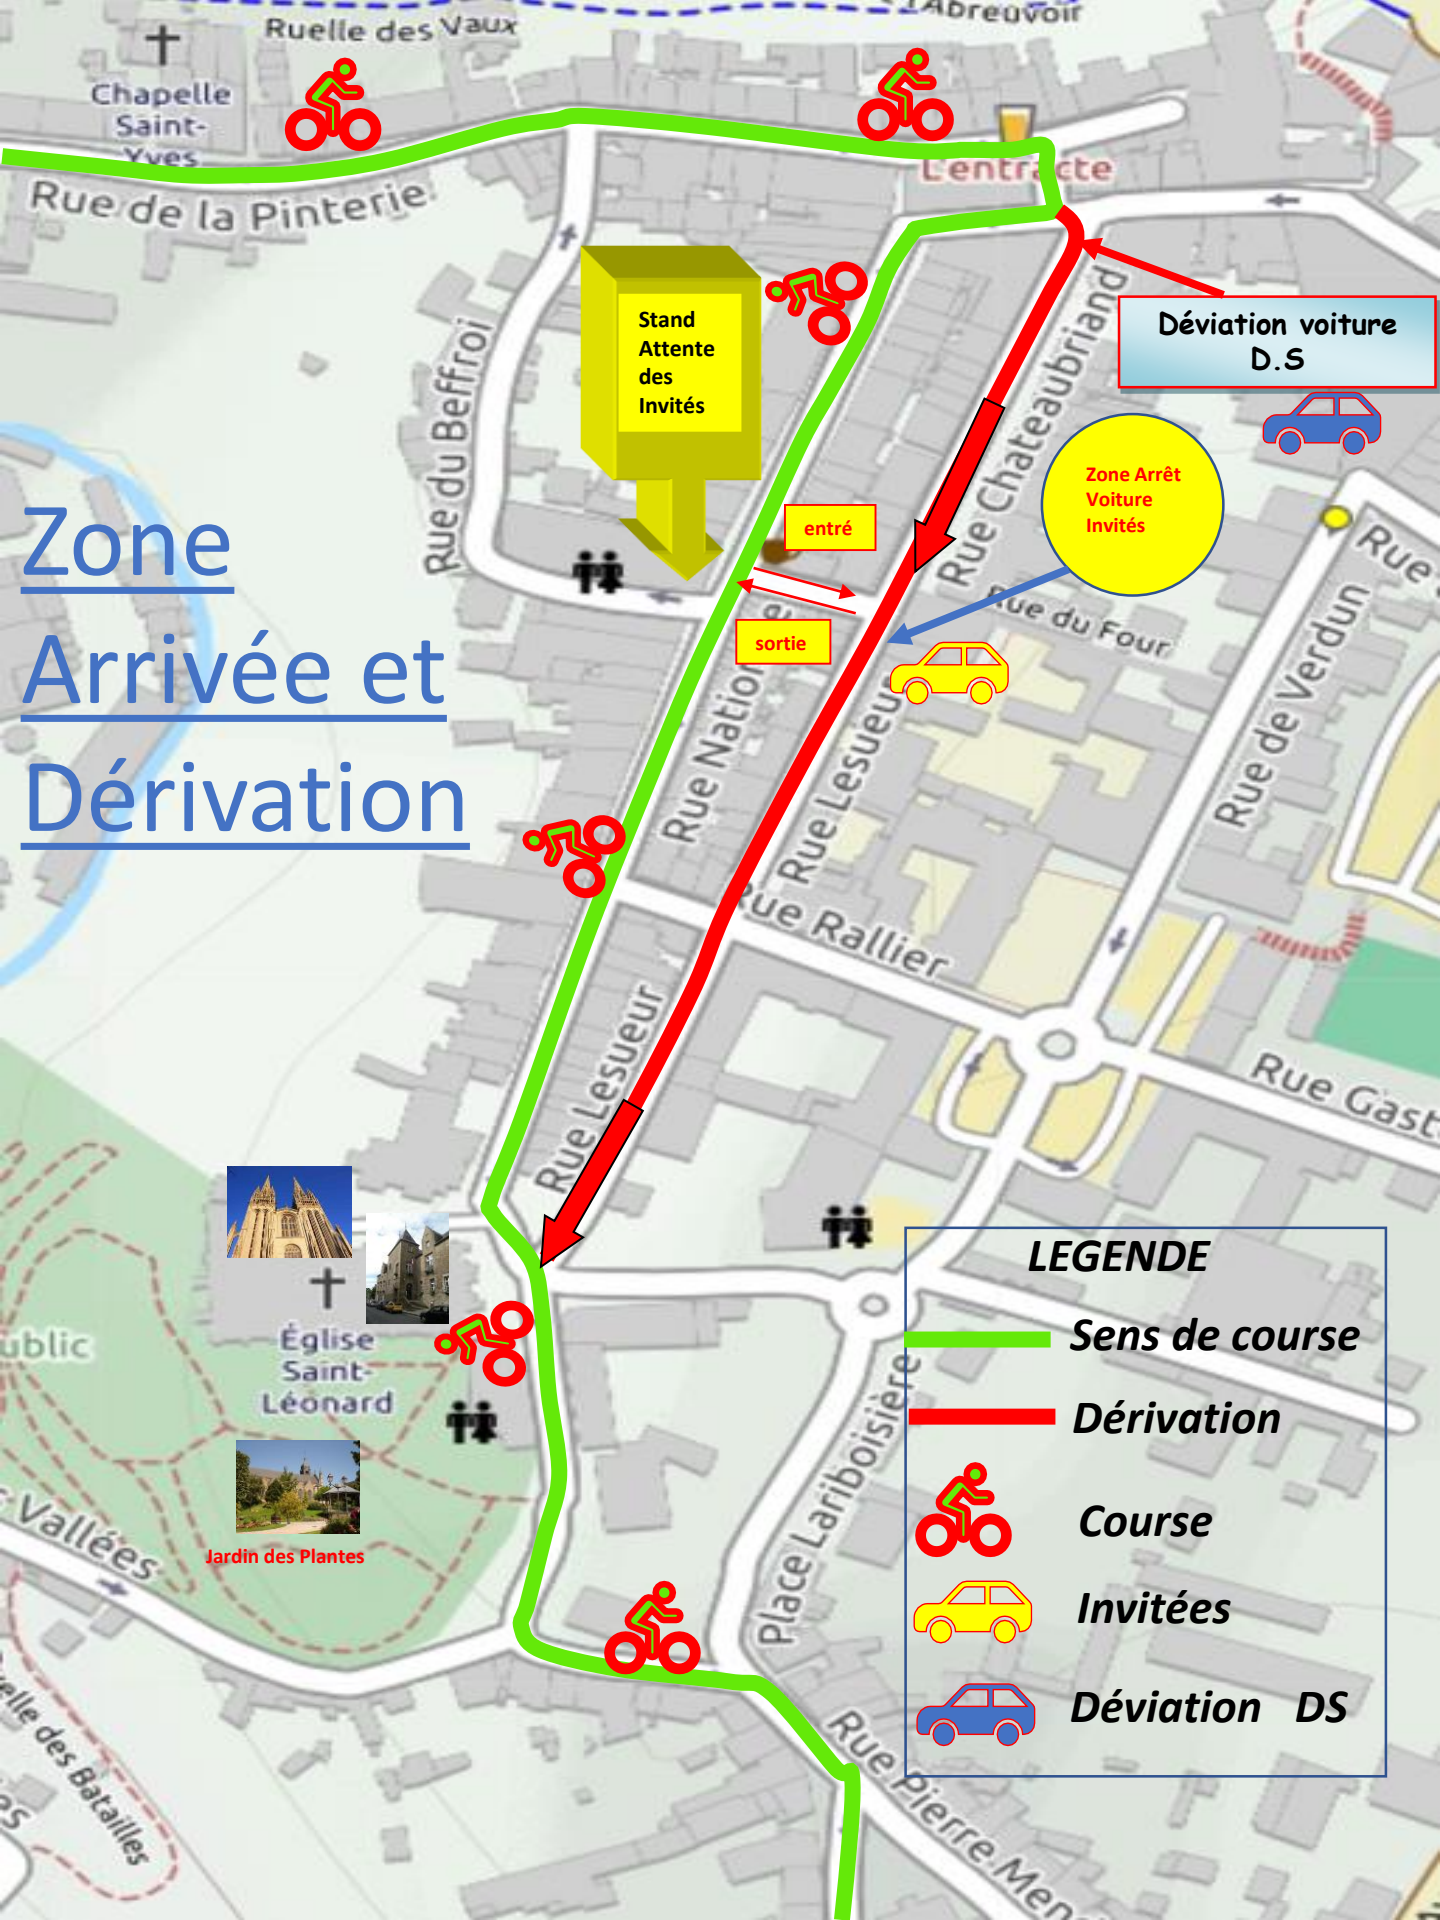 Ruelle des Vaux
l'Abreuvoir
Chapelle
Saint-
Yves
Rue de la Pinterie
L'entracte
Stand
Attente
des
Invités
Déviation voiture
D.S
Rue du Beffroi
Rue Chateaubriand
Zone Arrêt
Voiture
Invités
entré
sortie
Rue du Four
Rue de Verdun
Rue
Zone
Arrivée et
Dérivation
Rue Nation
Rue Lesueur
Rue Rallier
Rue Lesueur
Rue Gast
Église
Saint-
Léonard
ublic
Jardin des Plantes
Vallées
elle des Batailles
Place Lariboisière
Rue Pierre Men
LEGENDE
Sens de course
Dérivation
Course
Invitées
Déviation DS